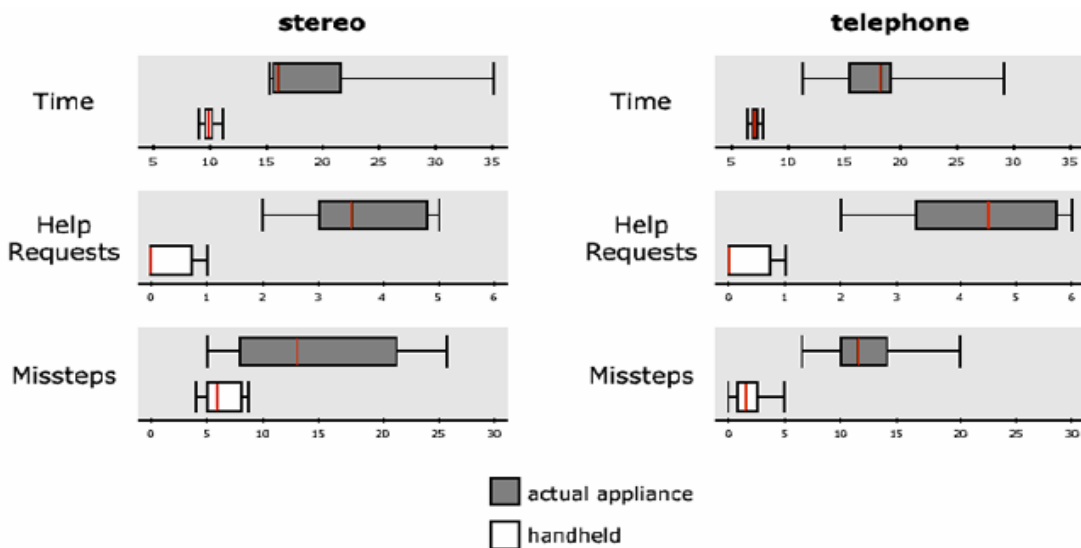 stereo
telephone
Time
5 10 15 20 25 30 35
Time
5 10 15 20 25 30 35
Help
Requests
0 1 2 3 4 5 6
Help
Requests
0 1 2 3 4 5 6
Missteps
0 5 10 15 20 25 30
Missteps
0 5 10 15 20 25 30
actual appliance
handheld